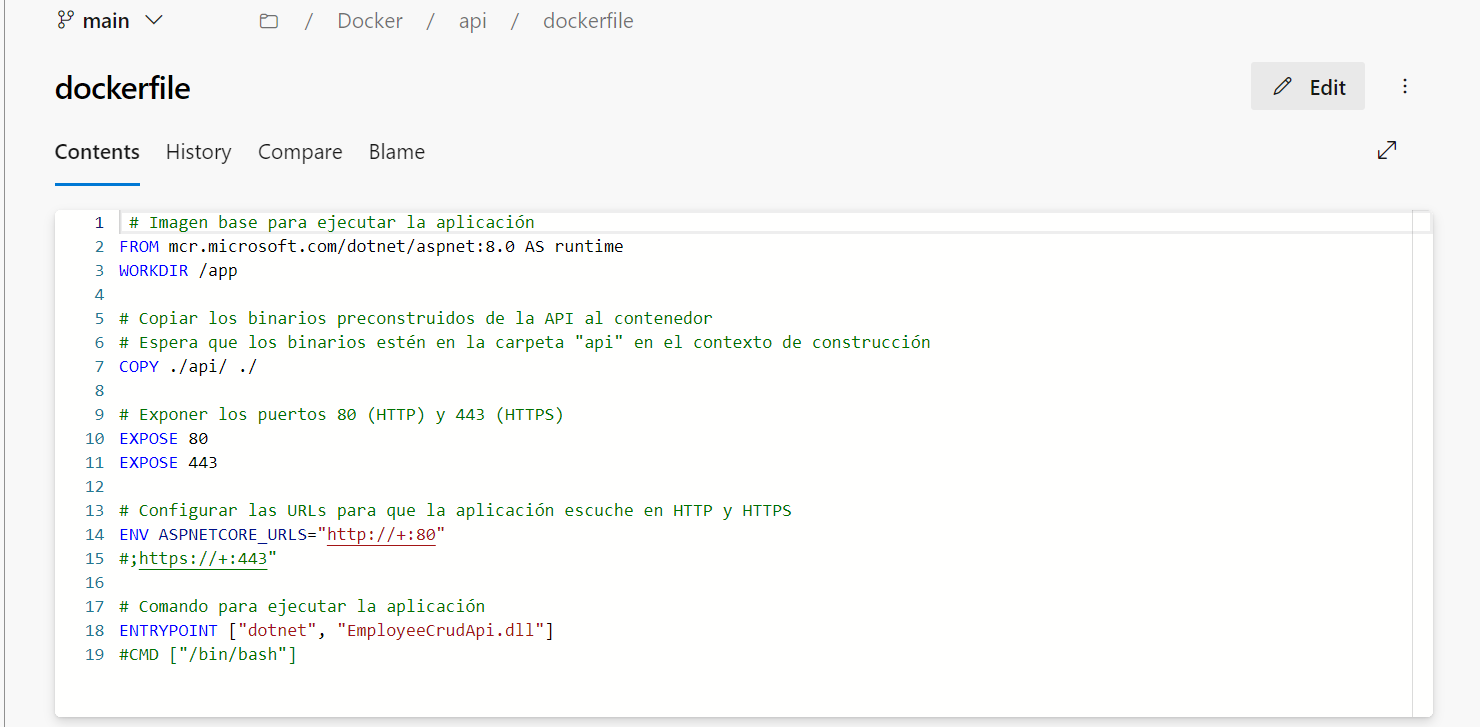 main
/ Docker / api / dockerfile
dockerfile
Edit
Contents History Compare Blame
1 # Imagen base para ejecutar la aplicación
2 FROM mcr.microsoft.com/dotnet/aspnet:8.0 AS runtime
3 WORKDIR /app
4
5 # Copiar los binarios preconstruidos de la API al contenedor
6 # Espera que los binarios estén en la carpeta "api" en el contexto de construcción
7 COPY ./api/ ./
8
9 # Exponer los puertos 80 (HTTP) y 443 (HTTPS)
10 EXPOSE 80
11 EXPOSE 443
12
13 # Configurar las URLs para que la aplicación escuche en HTTP y HTTPS
14 ENV ASPNETCORE_URLS="http://+:80"
15 #;https://+:443"
16
17 # Comando para ejecutar la aplicación
18 ENTRYPOINT ["dotnet", "EmployeeCrudApi.dll"]
19 #CMD ["/bin/bash"]